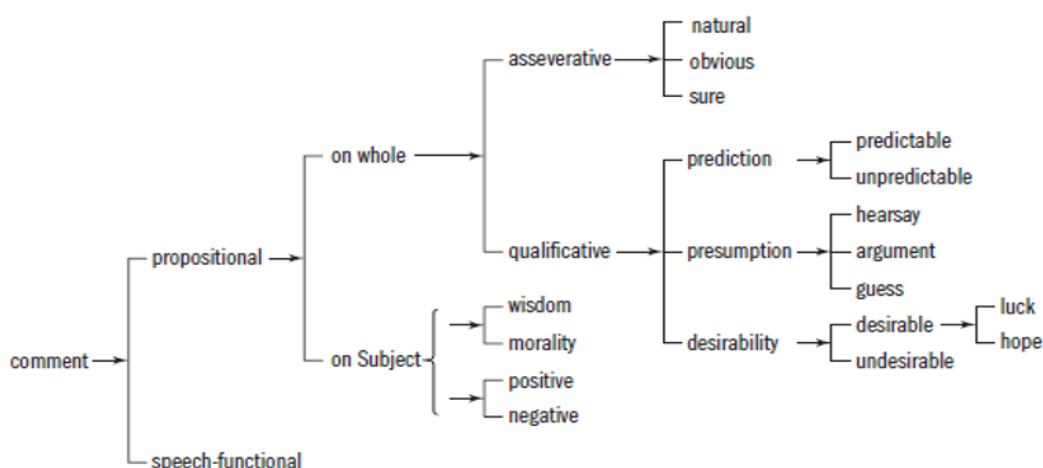 natural
asseverative
obvious
sure
predictable
on whole
prediction
unpredictable
hearsay
propositional
qualificative
presumption
argument
guess
wisdom
luck
desirable
morality
desirability
hope
comment
on Subject
undesirable
positive
negative
speech-functional